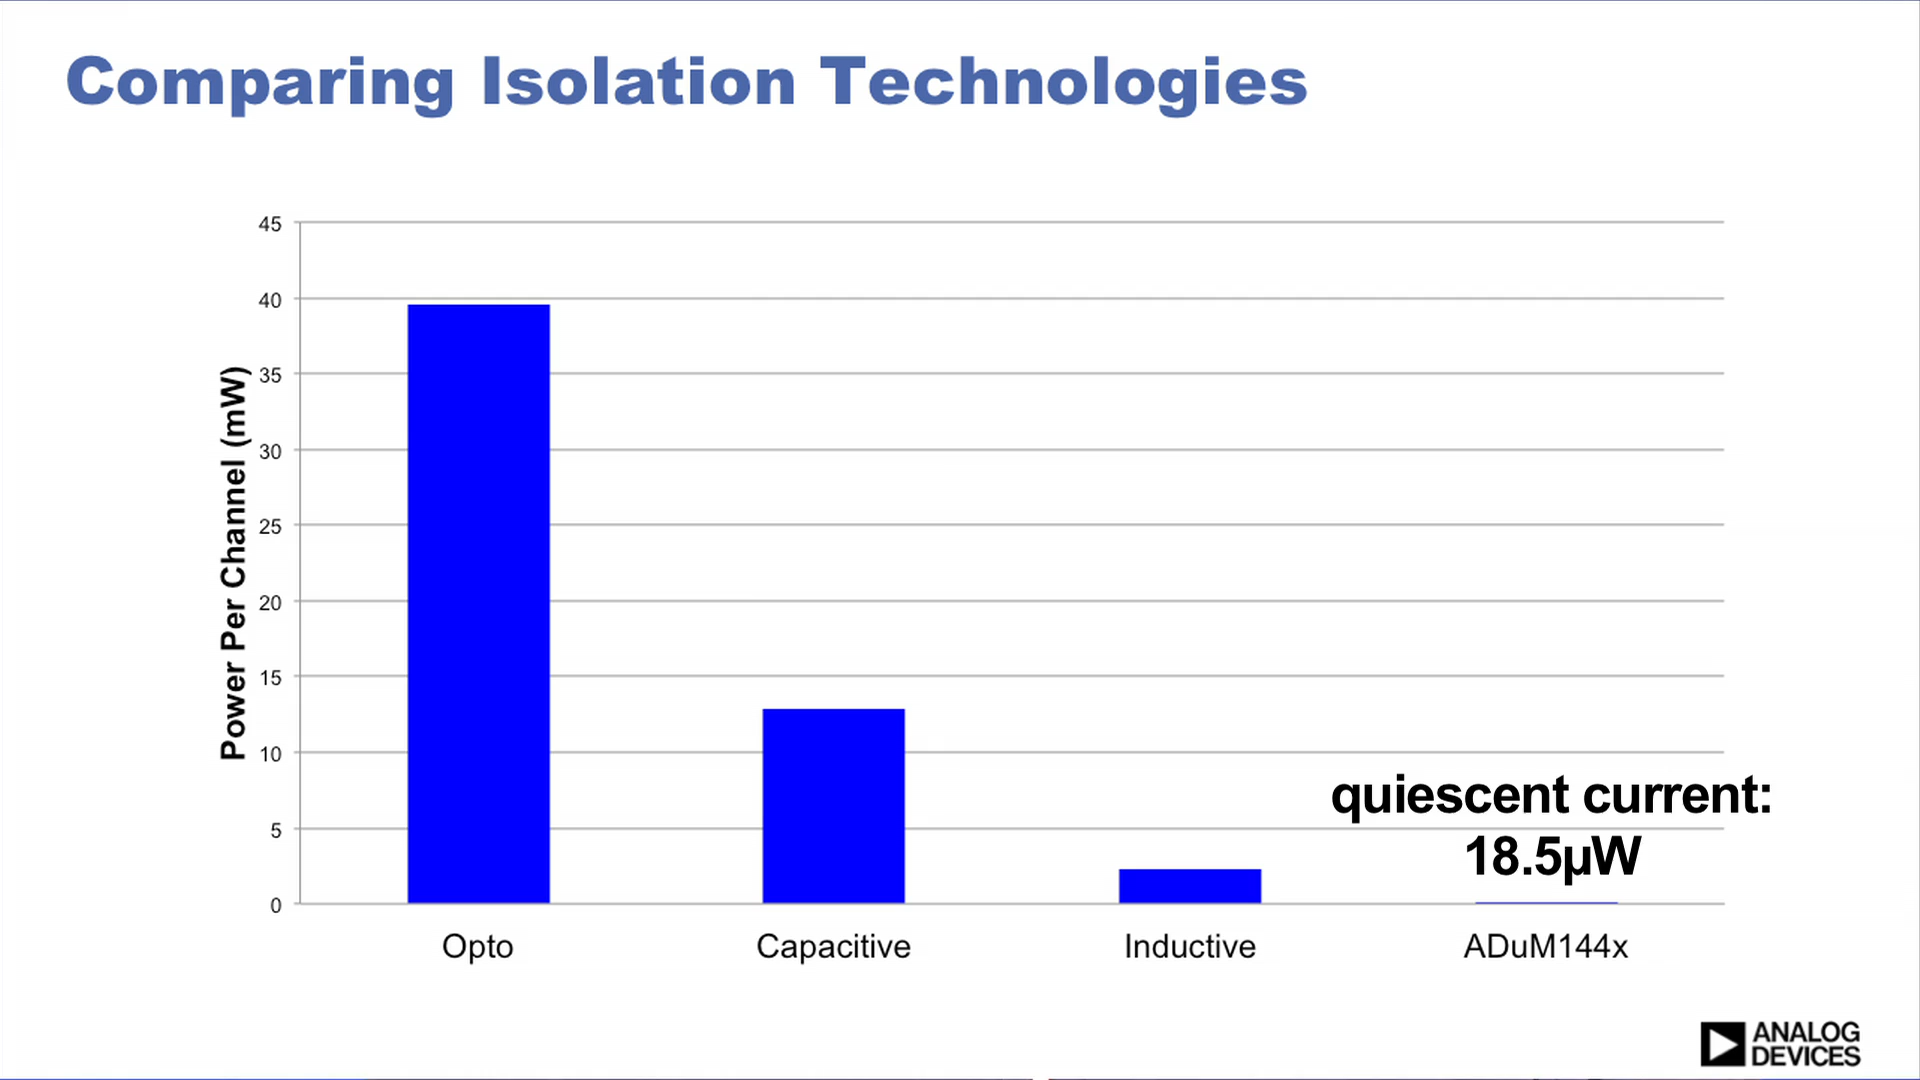 Comparing Isolation Technologies
45
40
35
30
25
20
15
10
5
0
Power Per Channel (mW)
quiescent current:
18.5µW
Opto
Capacitive
Inductive
ADuM144x
ANALOG
DEVICES